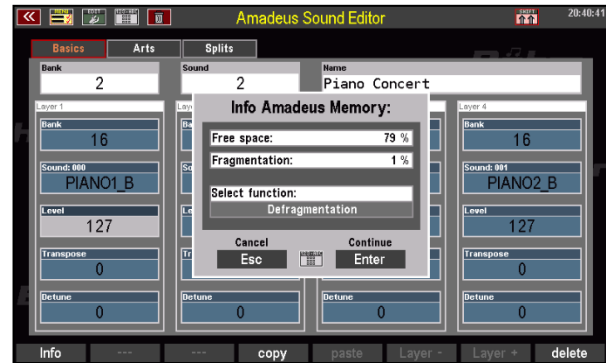 MENU
EDIT
Amadeus Sound Editor
SHIFT
20:40:41
Basics
Arts
Splits
Bank
2
Sound
2
Name
Piano Concert
Layer 1
Layer 4
Bank
16
Bank
16
Sound: 000
PIANO1_B
Sound: 001
PIANO2_B
Level
127
Level
127
Transpose
0
Transpose
0
Detune
0
Detune
0
Detune
0
Detune
0
Info Amadeus Memory:
Free space: 79 %
Fragmentation: 1 %
Select function:
Defragmentation
Cancel
Esc
Continue
Enter
Info
---
---
copy
paste
Layer -
Layer +
delete